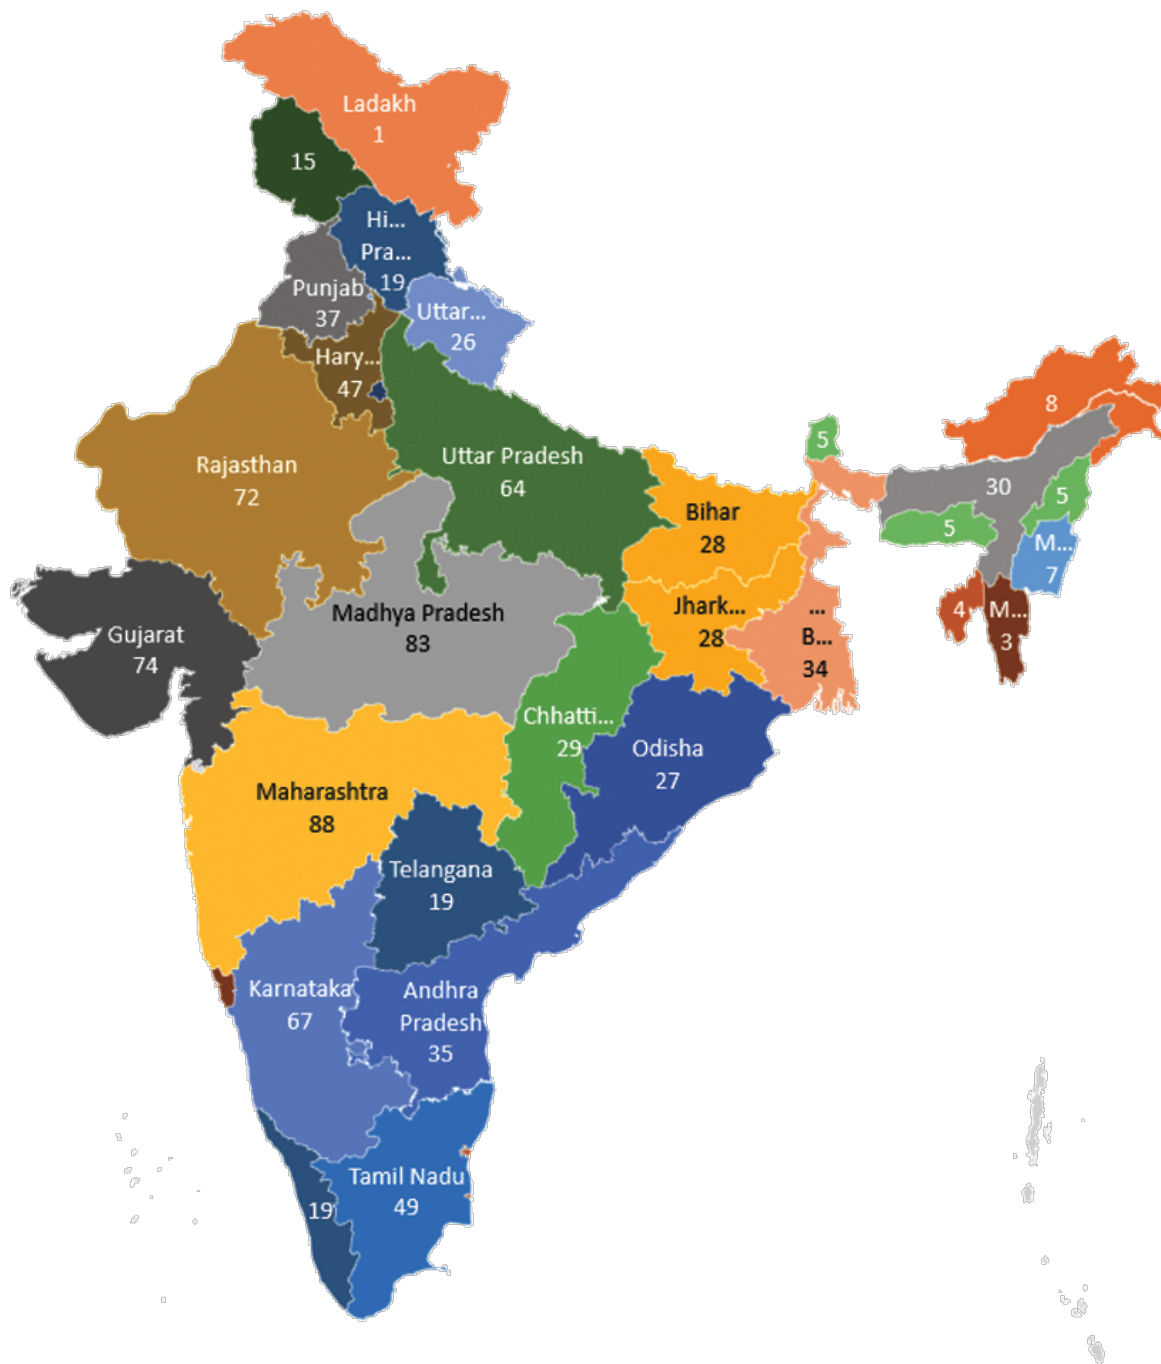 Ladakh
1
15
Hi...
Pra...
19
Punjab
37
Uttar...
26
Hary...
47
Rajasthan
72
Uttar Pradesh
64
Bihar
28
Jhark...
28
...
B...
34
5
8
30
5
5
M...
7
4
M...
3
Gujarat
74
Madhya Pradesh
83
Chhatti...
29
Odisha
27
Maharashtra
88
Telangana
19
Karnataka
67
Andhra
Pradesh
35
Tamil Nadu
49
19